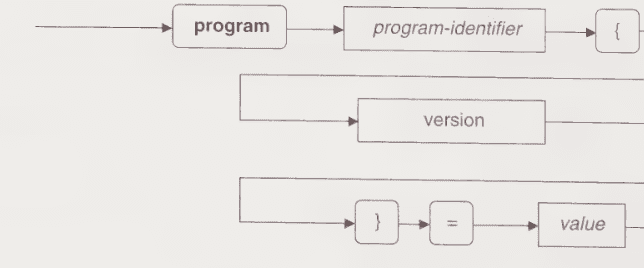 program program-identifier {
version
} = value